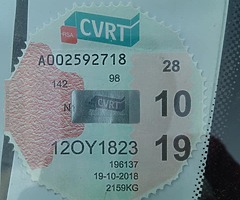 RSA CVRT
A002592718
28
142 98
N CVRT 10
12OY1823 19
196137
19-10-2018
2159KG